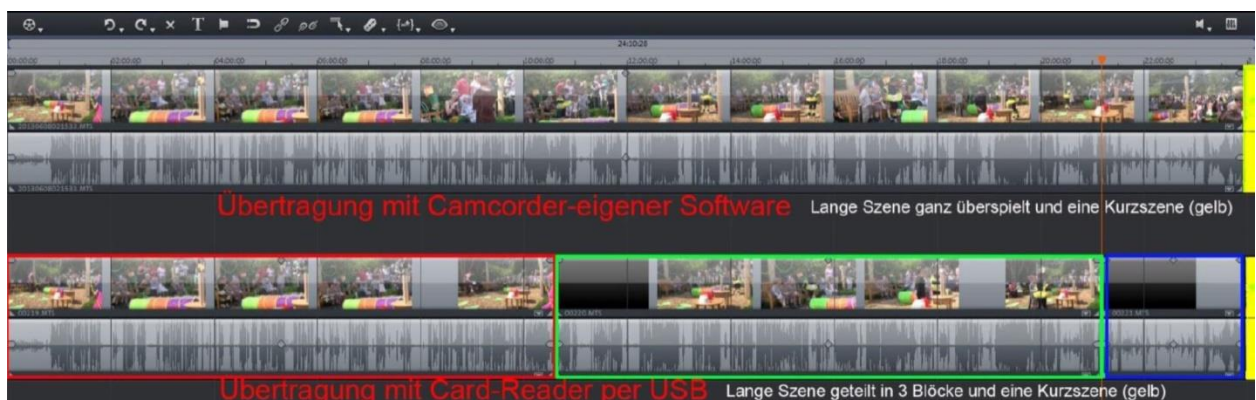 24:10:28
00:00:00 02:00:00 04:00:00 06:00:00 08:00:00 10:00:00 12:00:00 14:00:00 16:00:00 18:00:00 20:00:00 22:00:00
Übertragung mit Camcorder-eigener Software Lange Szene ganz überspielt und eine Kurzszene (gelb)
00219.MTS 00220.MTS 00221.MTS
Übertragung mit Card-Reader per USB Lange Szene geteilt in 3 Blöcke und eine Kurzszene (gelb)